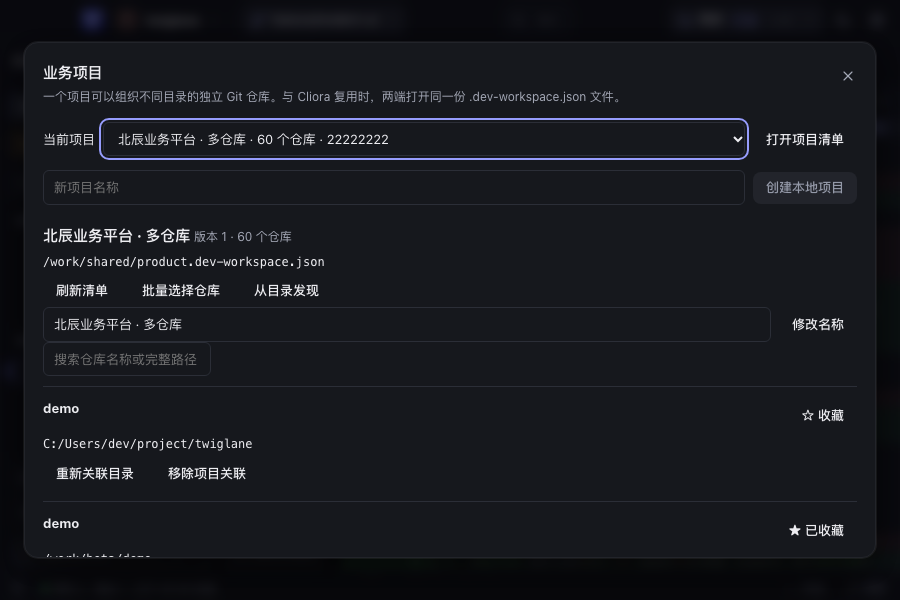 业务项目
一个项目可以组织不同目录的独立 Git 仓库。与 Cliora 复用时，两端打开同一份 .dev-workspace.json 文件。
当前项目 北辰业务平台 · 多仓库 · 60 个仓库 · 22222222 打开项目清单
新项目名称 创建本地项目
北辰业务平台 · 多仓库 版本 1 · 60 个仓库
/work/shared/product.dev-workspace.json
刷新清单 批量选择仓库 从目录发现
北辰业务平台 · 多仓库 修改名称
搜索仓库名称或完整路径
demo
☆ 收藏
C:/Users/dev/project/twiglane
重新关联目录 移除项目关联
demo
★ 已收藏